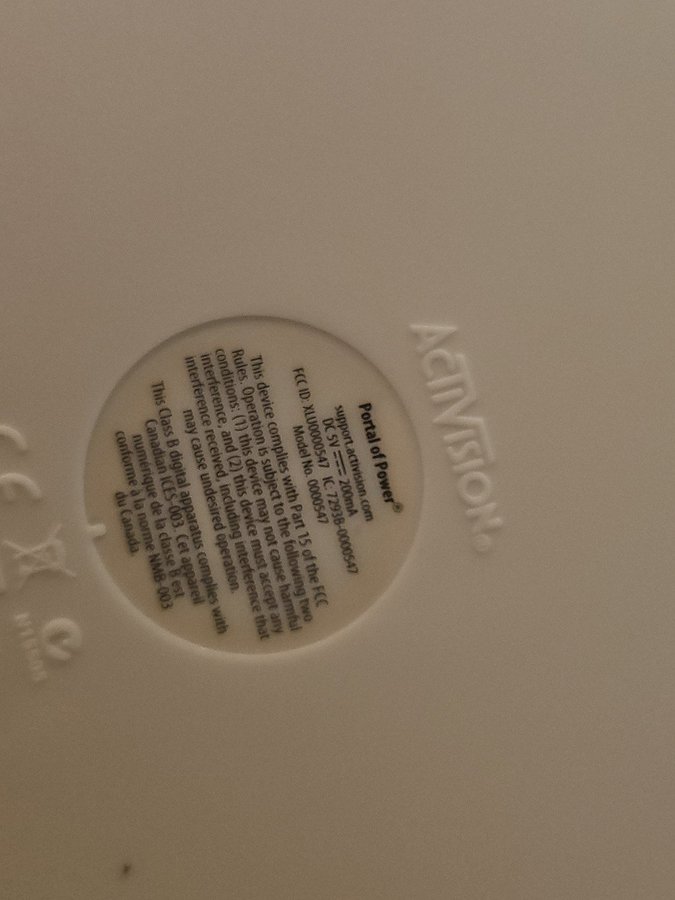 ACTIVISION®
Portal of Power®
support.activision.com
DC 5V 200mA
FCC ID: XLU0000547 IC: 7293B-0000547
Model No. 0000547
This device complies with Part 15 of the FCC
Rules. Operation is subject to the following two
conditions: (1) this device may not cause harmful
interference, and (2) this device must accept any
interference received, including interference that
may cause undesired operation.
This Class B digital apparatus complies with
Canadian ICES-003. Cet appareil
numérique de la classe B est
conforme à la norme NMB-003
du Canada.
CE